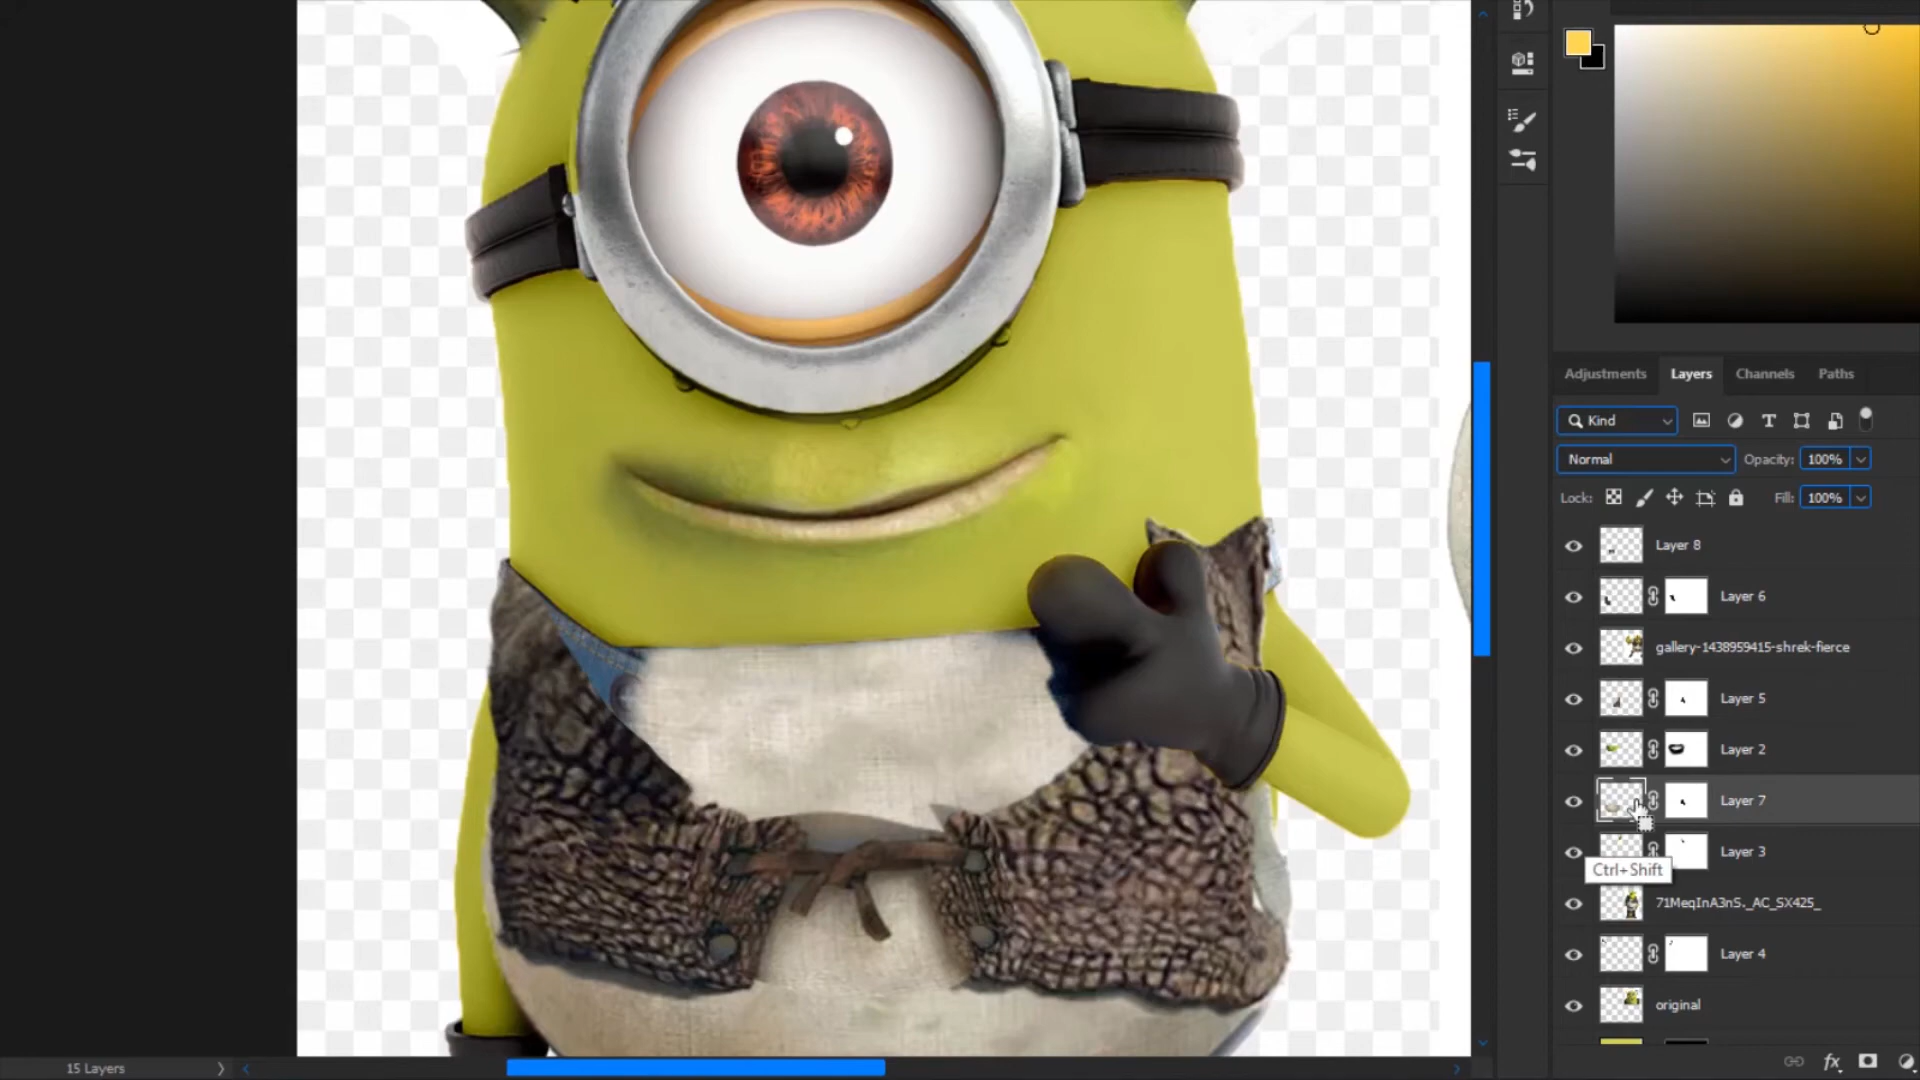 Adjustments Layers Channels Paths
Kind
Normal Opacity: 100%
Lock: Fill: 100%
Layer 8
Layer 6
gallery-1438959415-shrek-fierce
Layer 5
Layer 2
Layer 7
Layer 3
Ctrl+Shift
71MeqInA3nS._AC_SX425_
Layer 4
original
15 Layers
fx